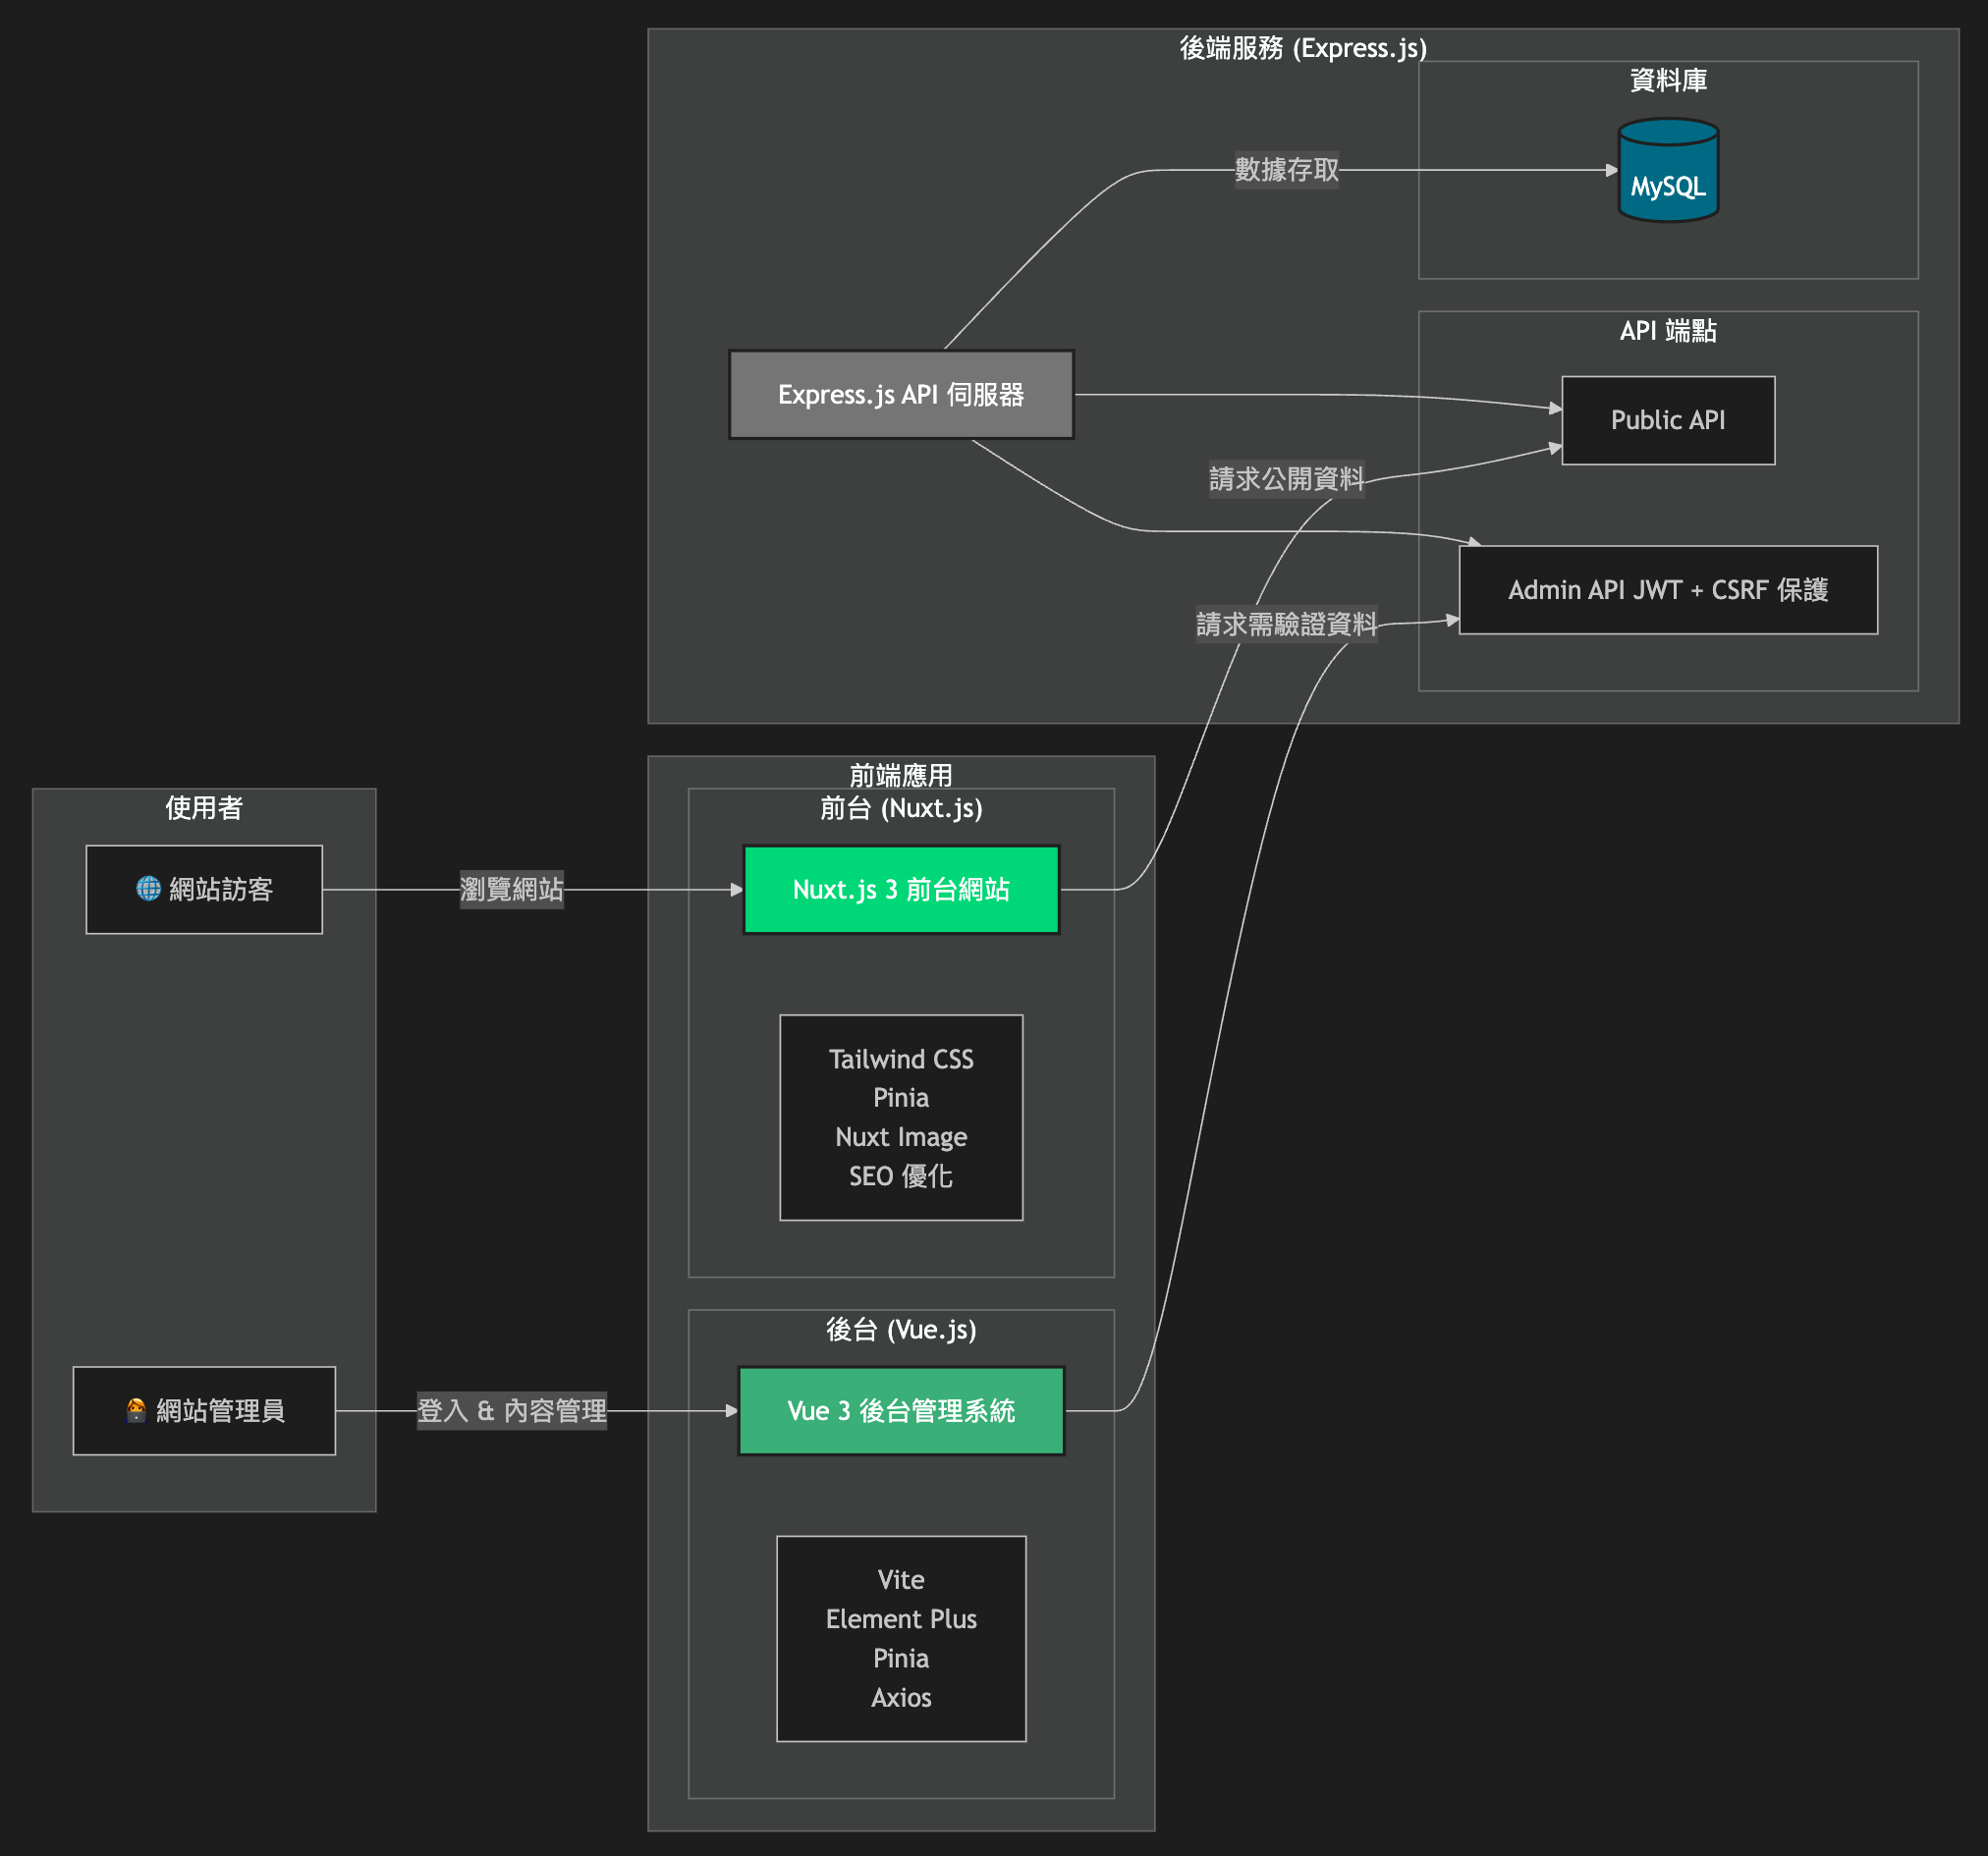 後端服務 (Express.js)
資料庫
MySQL
數據存取
API 端點
Express.js API 伺服器
Public API
請求公開資料
Admin API JWT + CSRF 保護
請求需驗證資料
前端應用
使用者
前台 (Nuxt.js)
網站訪客
瀏覽網站
Nuxt.js 3 前台網站
Tailwind CSS
Pinia
Nuxt Image
SEO 優化
後台 (Vue.js)
網站管理員
登入 & 內容管理
Vue 3 後台管理系統
Vite
Element Plus
Pinia
Axios